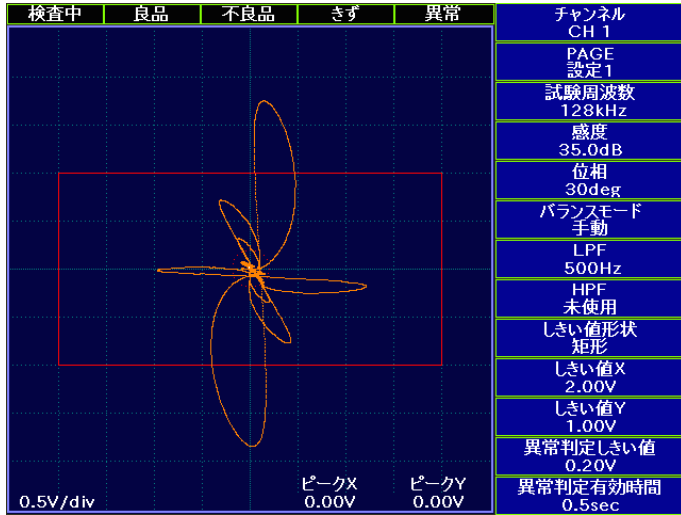 検査中 良品 不良品 きず 異常
チャンネル
CH 1
PAGE
設定1
試験周波数
128kHz
感度
35.0dB
位相
30deg
バランスモード
手動
LPF
500Hz
HPF
未使用
しきい値形状
矩形
しきい値X
2.00V
しきい値Y
1.00V
異常判定しきい値
0.20V
異常判定有効時間
0.5sec
ピークX ピークY
0.5V/div 0.00V 0.00V